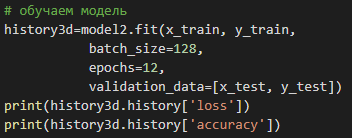 # обучаем модель
history3d=model2.fit(x_train, y_train,
batch_size=128,
epochs=12,
validation_data=[x_test, y_test])
print(history3d.history['loss'])
print(history3d.history['accuracy'])